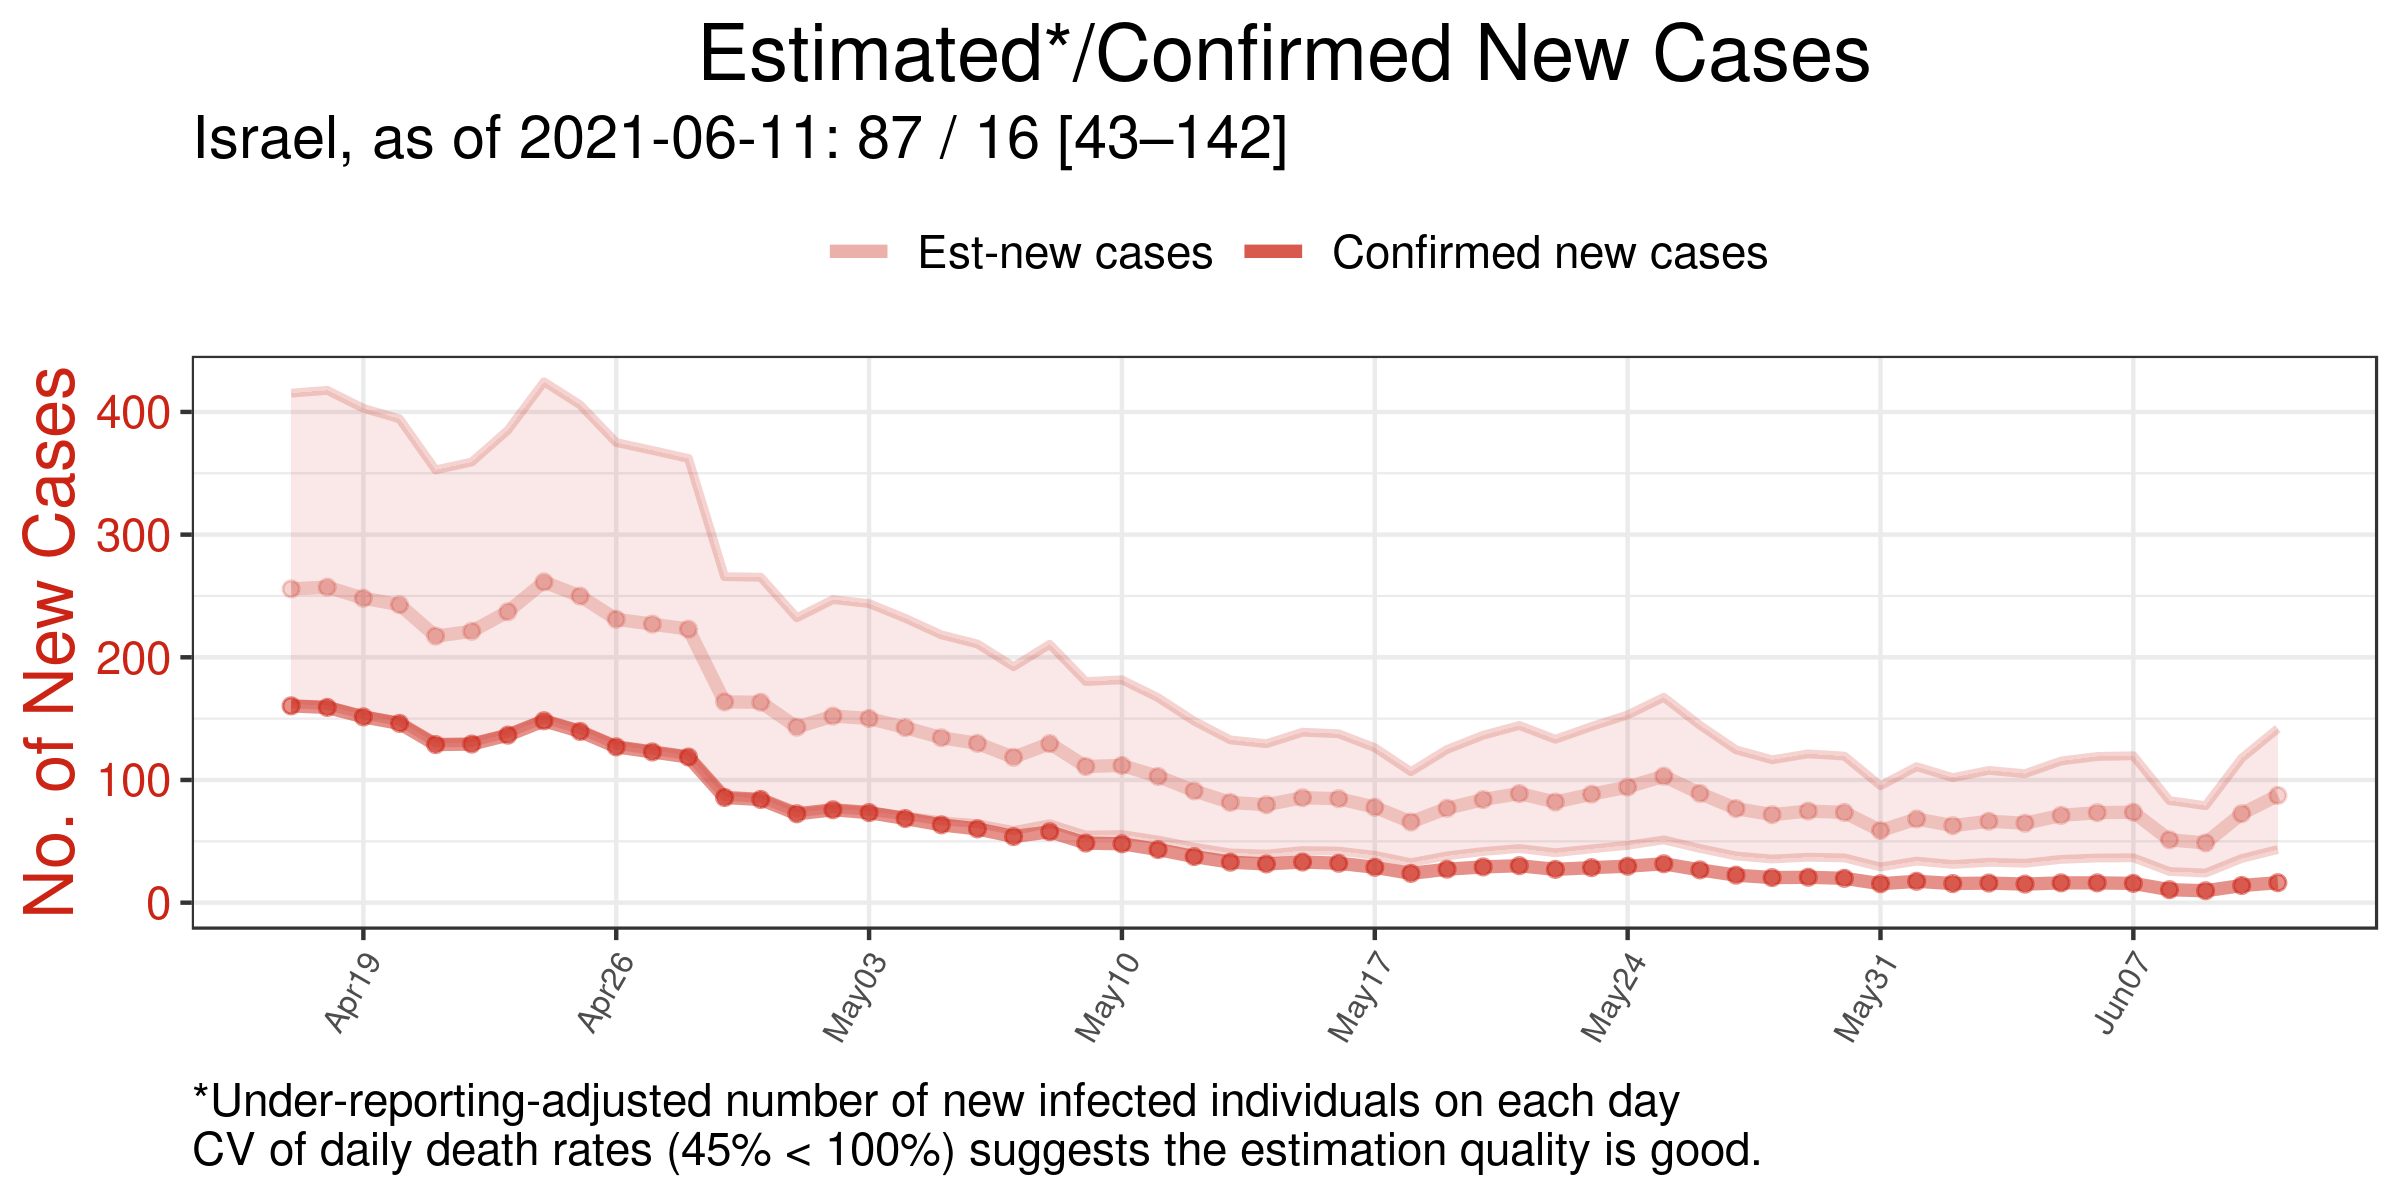 Estimated*/Confirmed New Cases
Israel, as of 2021-06-11: 87 / 16 [43–142]
Est-new cases
Confirmed new cases
No. of New Cases
400
300
200
100
0
Apr19
Apr26
May03
May10
May17
May24
May31
Jun07
*Under-reporting-adjusted number of new infected individuals on each day
CV of daily death rates (45% < 100%) suggests the estimation quality is good.